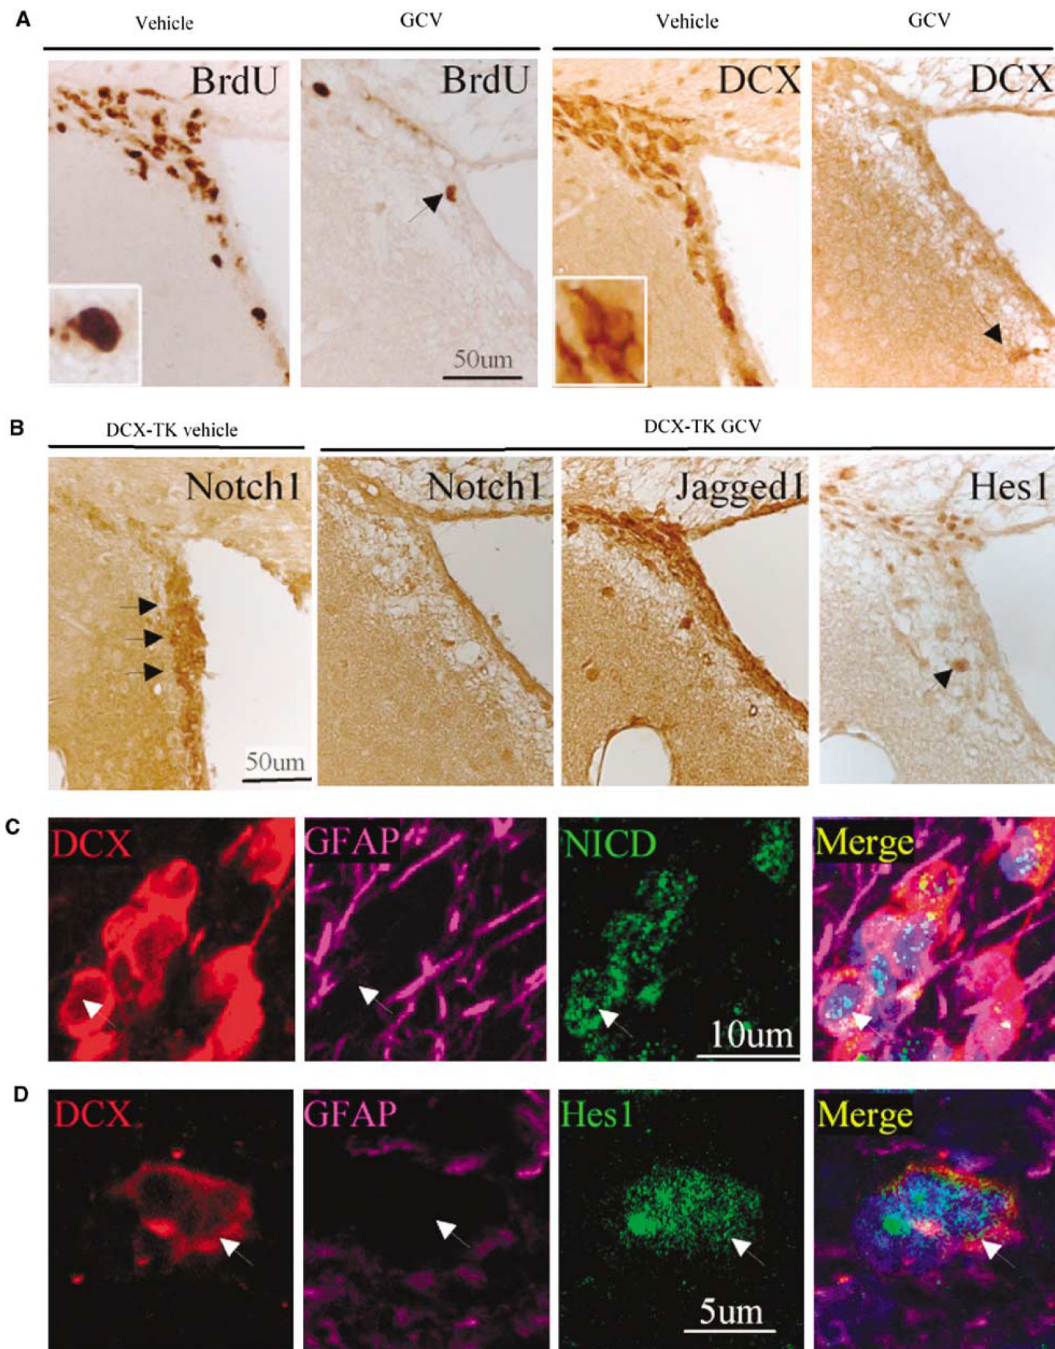 A
Vehicle GCV Vehicle GCV
BrdU BrdU DCX DCX
50um
B
DCX-TK vehicle DCX-TK GCV
Notch1 Notch1 Jagged1 Hes1
50um
C
DCX GFAP NICD Merge
10um
D
DCX GFAP Hes1 Merge
5um